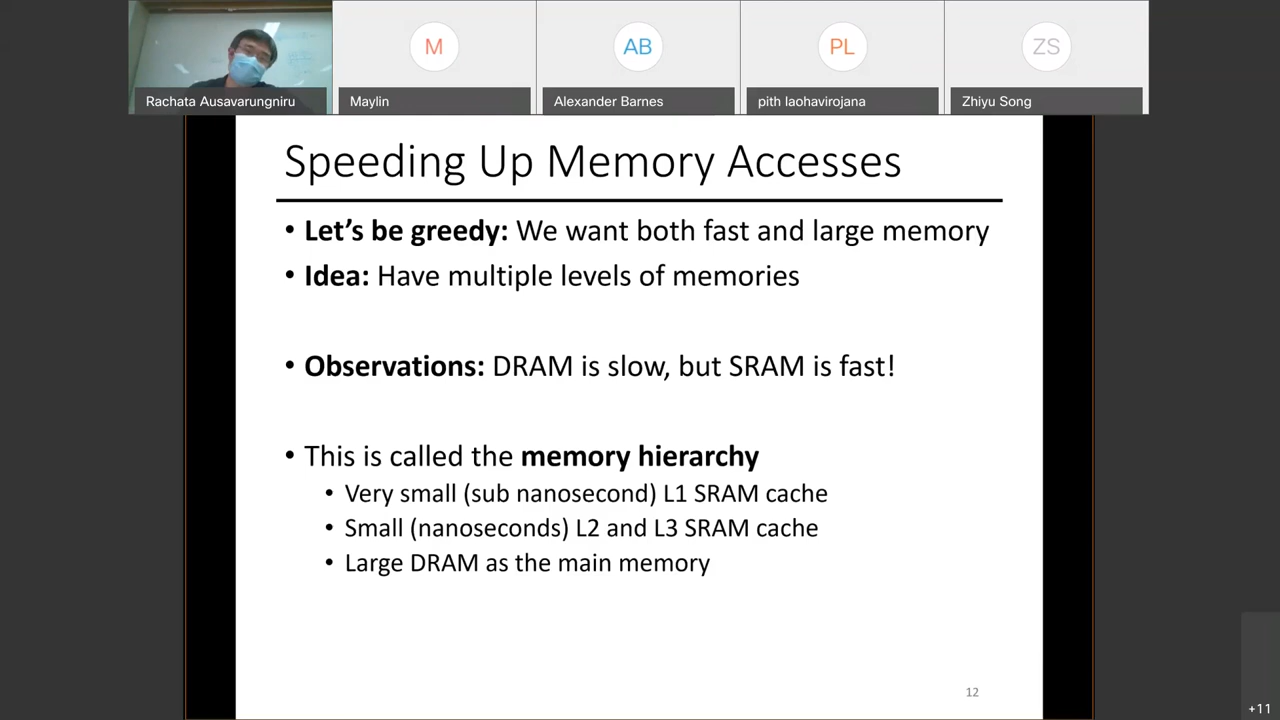 M
AB
PL
ZS
Rachata Ausavarungniru
Maylin
Alexander Barnes
pith laohavirojana
Zhiyu Song
Speeding Up Memory Accesses
• Let's be greedy: We want both fast and large memory
• Idea: Have multiple levels of memories
• Observations: DRAM is slow, but SRAM is fast!
• This is called the memory hierarchy
• Very small (sub nanosecond) L1 SRAM cache
• Small (nanoseconds) L2 and L3 SRAM cache
• Large DRAM as the main memory
12
+11